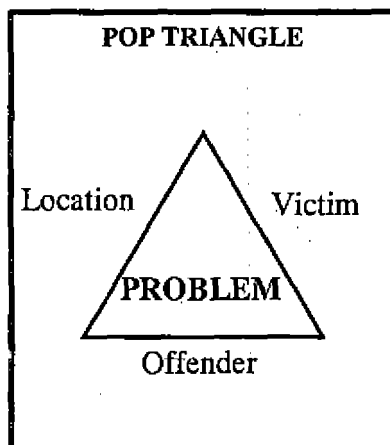 POP TRIANGLE
Location
Victim
PROBLEM
Offender